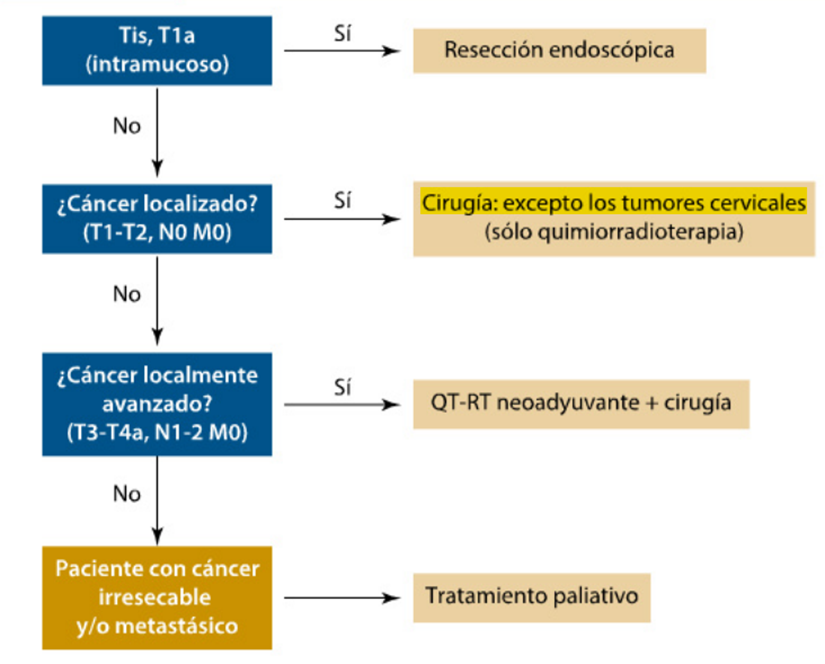 Tis, T1a
(intramucoso)
Sí
Resección endoscópica
No
¿Cáncer localizado?
(T1-T2, N0 M0)
Sí
Cirugía: excepto los tumores cervicales
(sólo quimiorradioterapia)
No
¿Cáncer localmente
avanzado?
(T3-T4a, N1-2 M0)
Sí
QT-RT neoadyuvante + cirugía
No
Paciente con cáncer
irresecable
y/o metastásico
Tratamiento paliativo